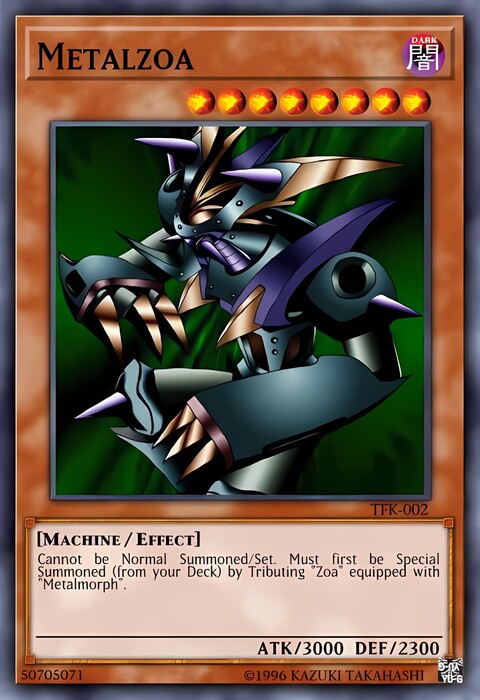 METALZOA
DARK
闇
TFK-002
[MACHINE / EFFECT]
Cannot be Normal Summoned/Set. Must first be Special
Summoned (from your Deck) by Tributing "Zoa" equipped with
"Metalmorph".
ATK/3000 DEF/2300
50705071
©1996 KAZUKI TAKAHASHI